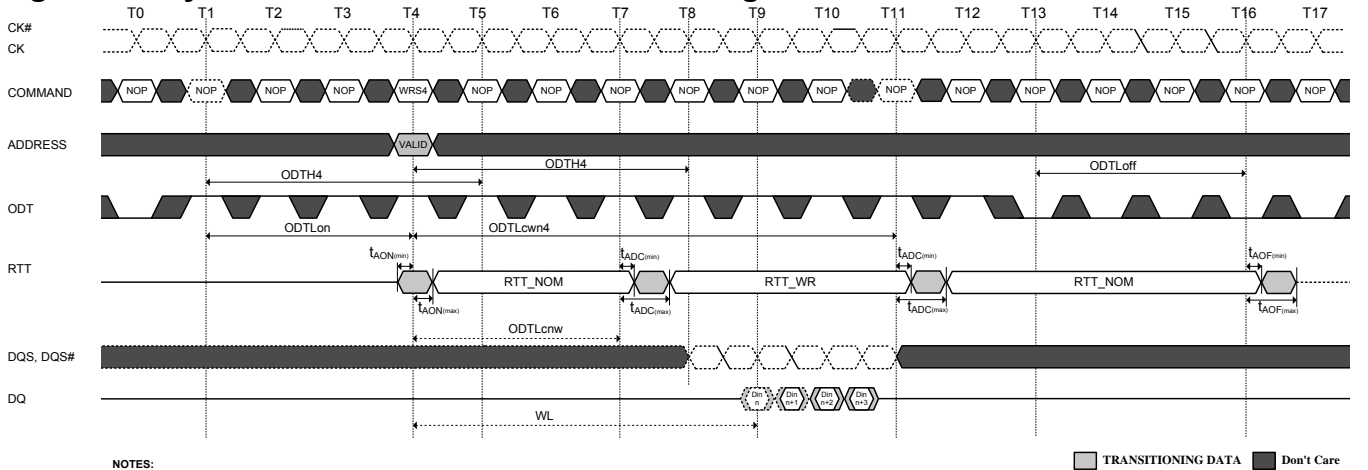 T0 T1 T2 T3 T4 T5 T6 T7 T8 T9 T10 T11 T12 T13 T14 T15 T16 T17
CK#
CK
COMMAND NOP NOP NOP NOP WRS4 NOP NOP NOP NOP NOP NOP NOP NOP NOP NOP NOP NOP NOP
ADDRESS VALID
ODTH4 ODTH4 ODTLoff
ODT
ODTLon ODTLcwn4
tAON(min) tADC(min) tADC(min) tAOF(min)
RTT RTT_NOM RTT_WR RTT_NOM
tAON(max) tADC(max) tADC(max) tAOF(max)
ODTLcnw
DQS, DQS#
DQ Din n Din n+1 Din n+2 Din n+3
WL
NOTES: TRANSITIONING DATA Don't Care